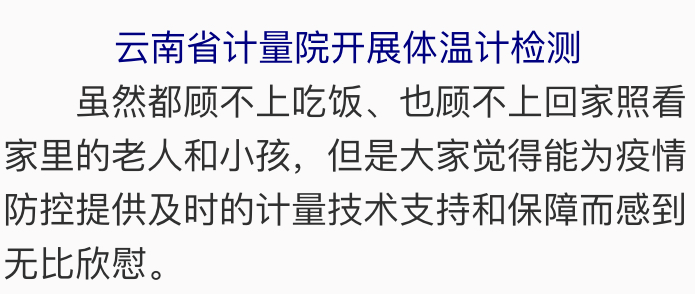 云南省计量院开展体温计检测
虽然都顾不上吃饭、也顾不上回家照看
家里的老人和小孩，但是大家觉得能为疫情
防控提供及时的计量技术支持和保障而感到
无比欣慰。